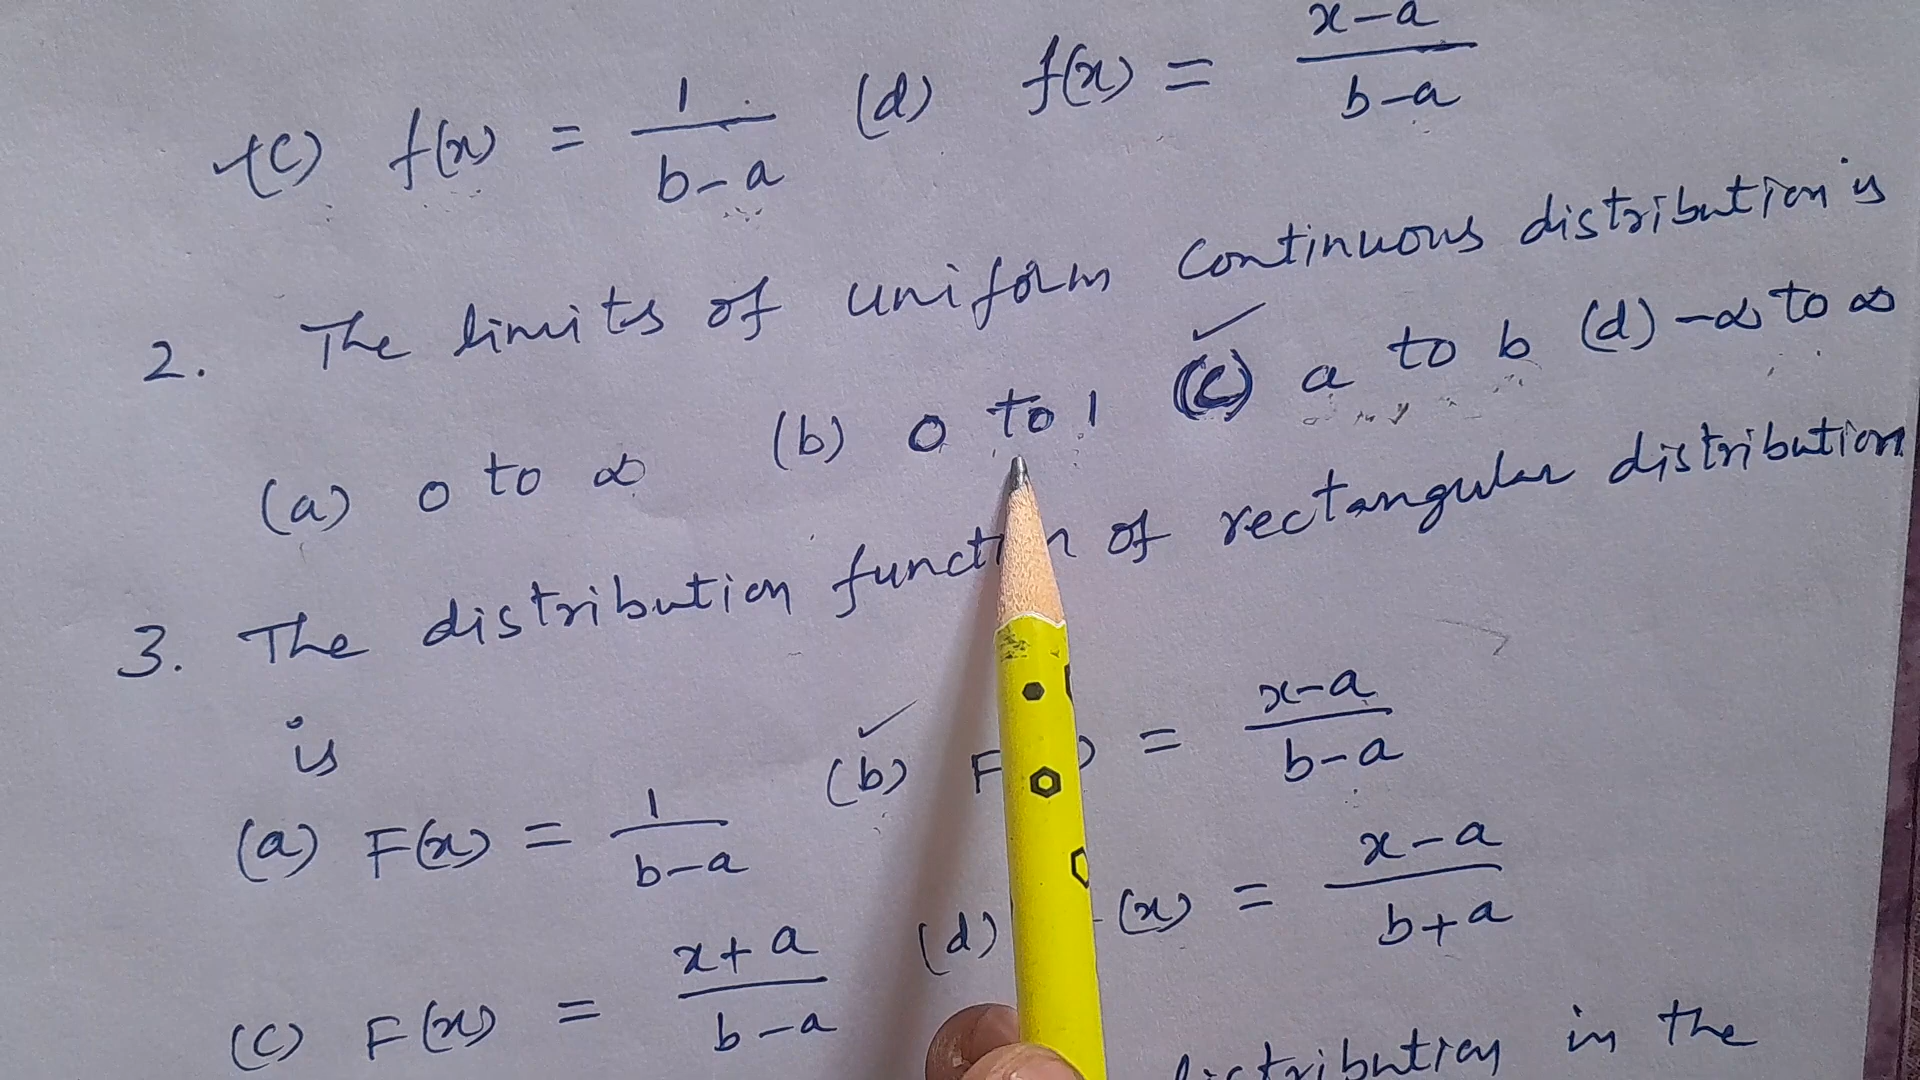 (c) f(x) = 1/(b-a) (d) f(x) = (x-a)/(b-a)
2. The limits of uniform continuous distribution is
(a) 0 to ∞ (b) 0 to 1 (c) a to b (d) -∞ to ∞
3. The distribution function of rectangular distribution
is
(a) F(x) = 1/(b-a) (b) F = (x-a)/(b-a)
(c) F(x) = (x+a)/(b-a) (d) (x) = (x-a)/(b+a)
distribution in the